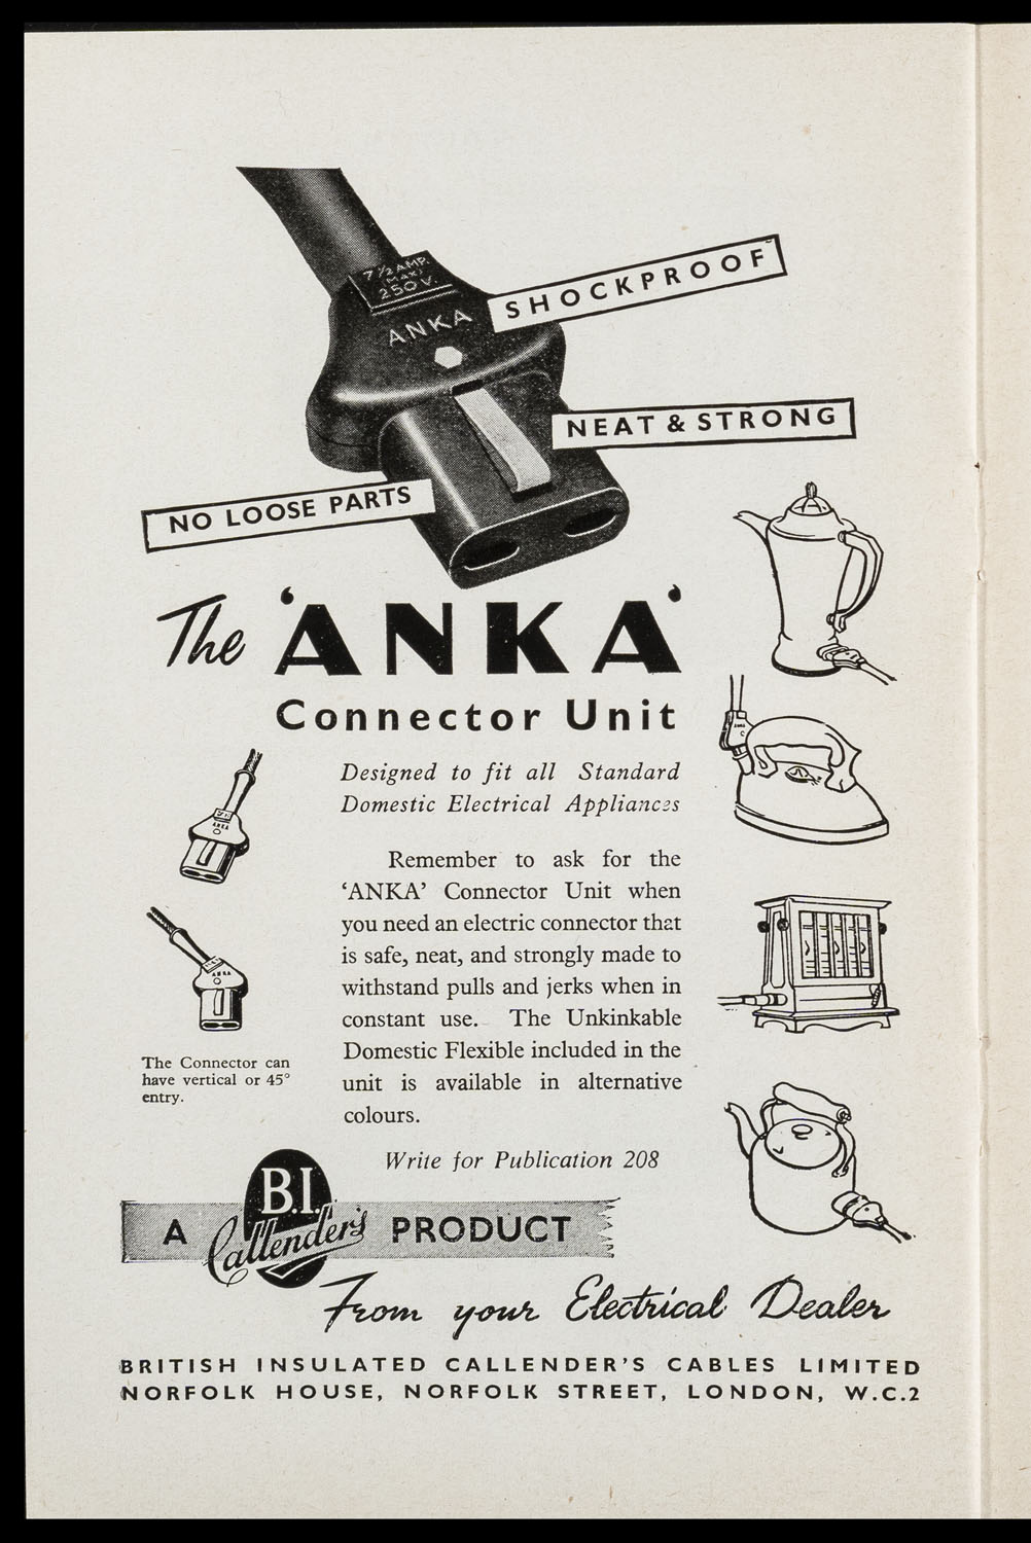 7½ AMP.
(MAX)
250 V.
ANKA
SHOCKPROOF
NEAT & STRONG
NO LOOSE PARTS
The 'ANKA'
Connector Unit
Designed to fit all Standard
Domestic Electrical Appliances
Remember to ask for the
‘ANKA’ Connector Unit when
you need an electric connector that
is safe, neat, and strongly made to
withstand pulls and jerks when in
constant use. The Unkinkable
Domestic Flexible included in the
unit is available in alternative
colours.
Write for Publication 208
ANKA
ANKA
The Connector can
have vertical or 45°
entry.
ANKA
A B.I. Callender's PRODUCT
From your Electrical Dealer
BRITISH INSULATED CALLENDER'S CABLES LIMITED
NORFOLK HOUSE, NORFOLK STREET, LONDON, W.C.2